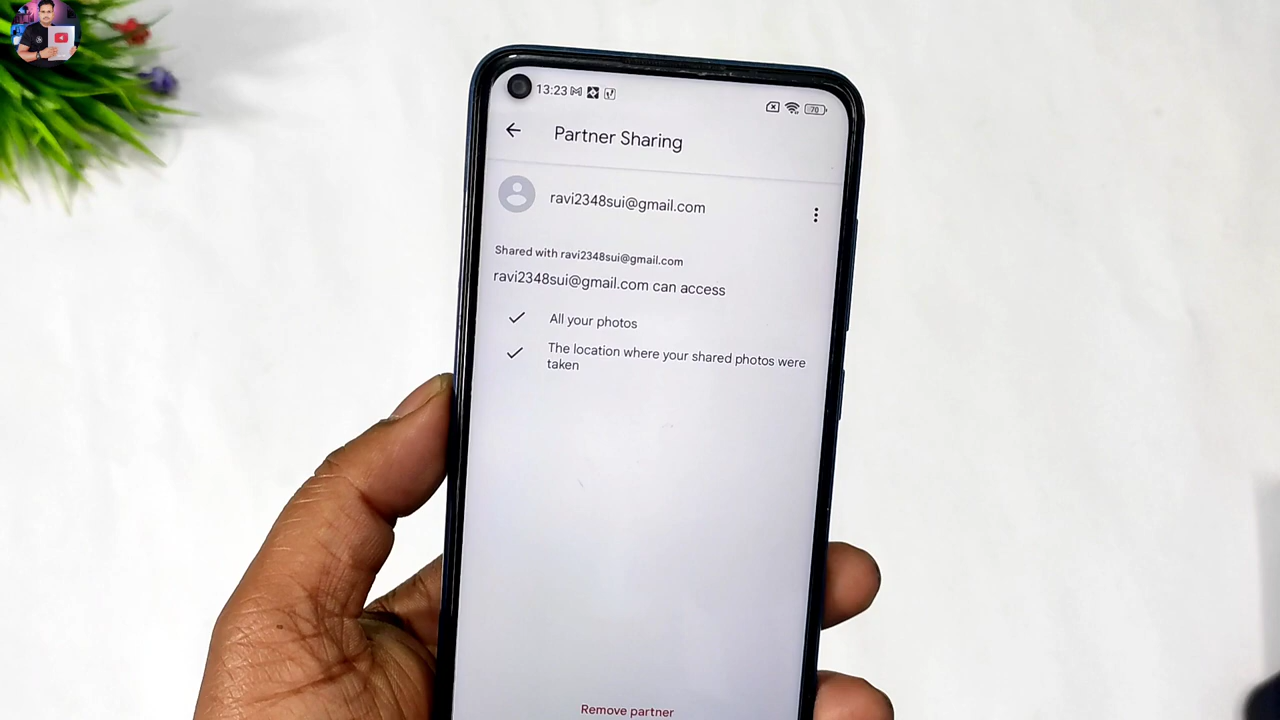 13:23
70
Partner Sharing
ravi2348sui@gmail.com
Shared with ravi2348sui@gmail.com
ravi2348sui@gmail.com can access
All your photos
The location where your shared photos were
taken
Remove partner